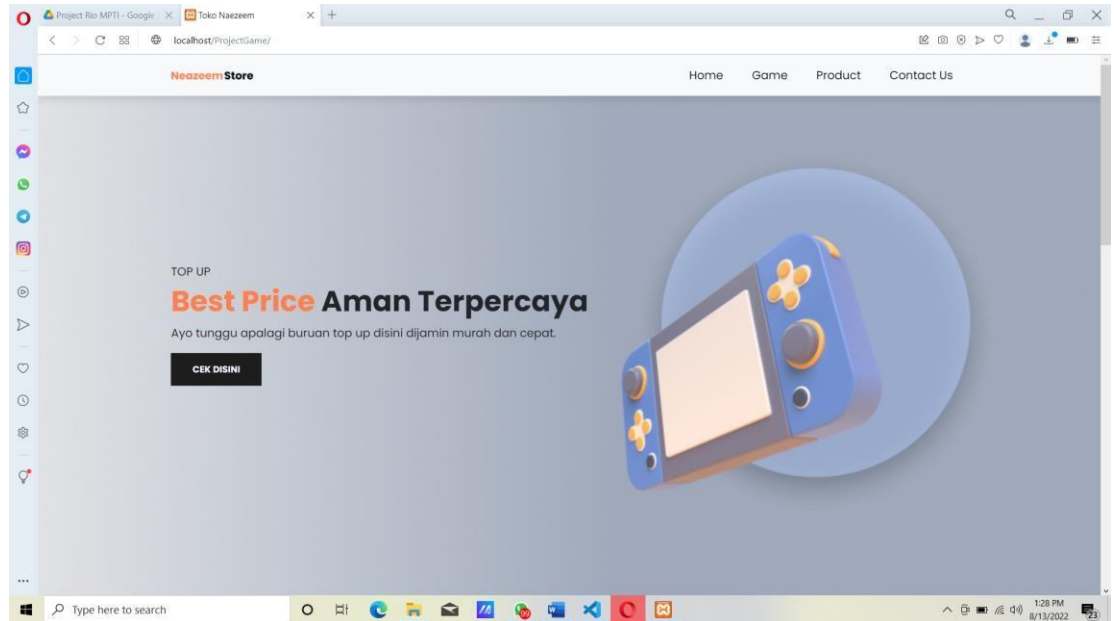 Project Rio MPTI - Google
Toko Naezeem
localhost/ProjectGame/
Neazeem Store
Home Game Product Contact Us
TOP UP
Best Price Aman Terpercaya
Ayo tunggu apalagi buruan top up disini dijamin murah dan cepat.
CEK DISINI
Type here to search
99
1:28 PM
8/13/2022
23